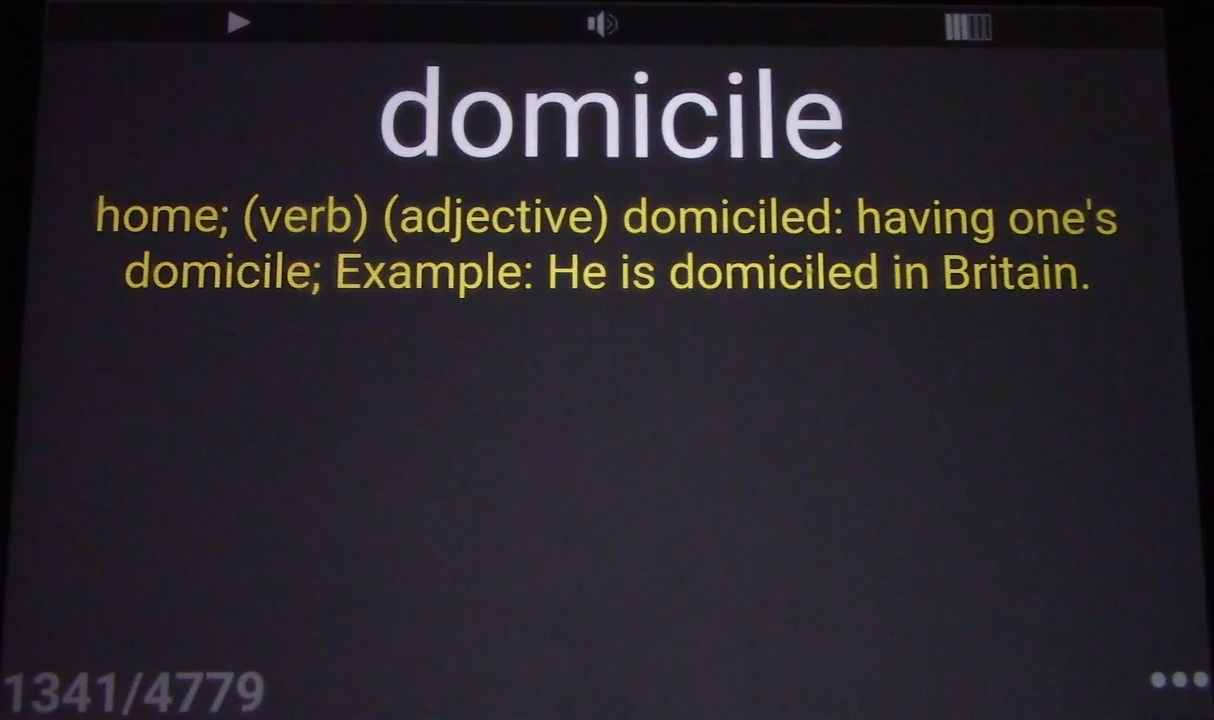 domicile
home; (verb) (adjective) domiciled: having one's
domicile; Example: He is domiciled in Britain.
1341/4779